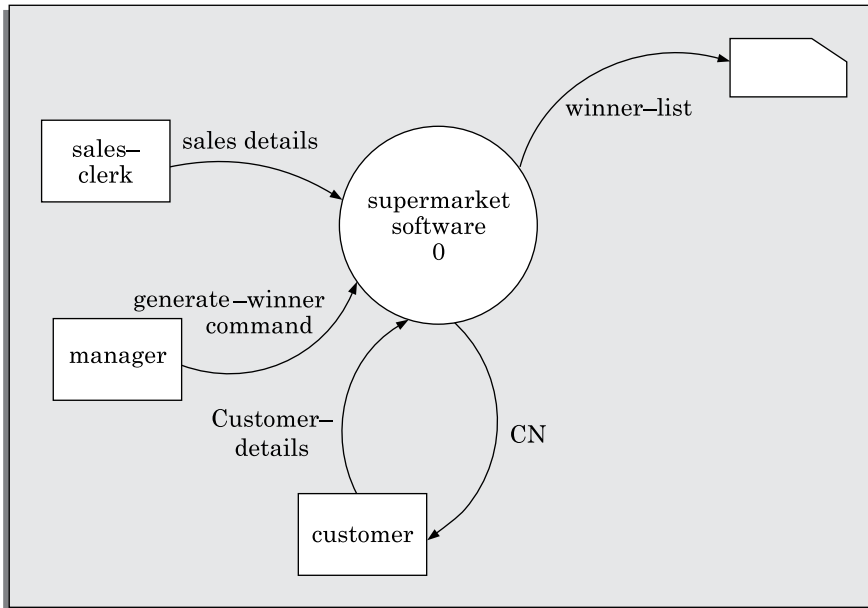 winner–list
sales details
sales–
clerk
supermarket
software
0
generate–winner
command
manager
Customer–
details
CN
customer